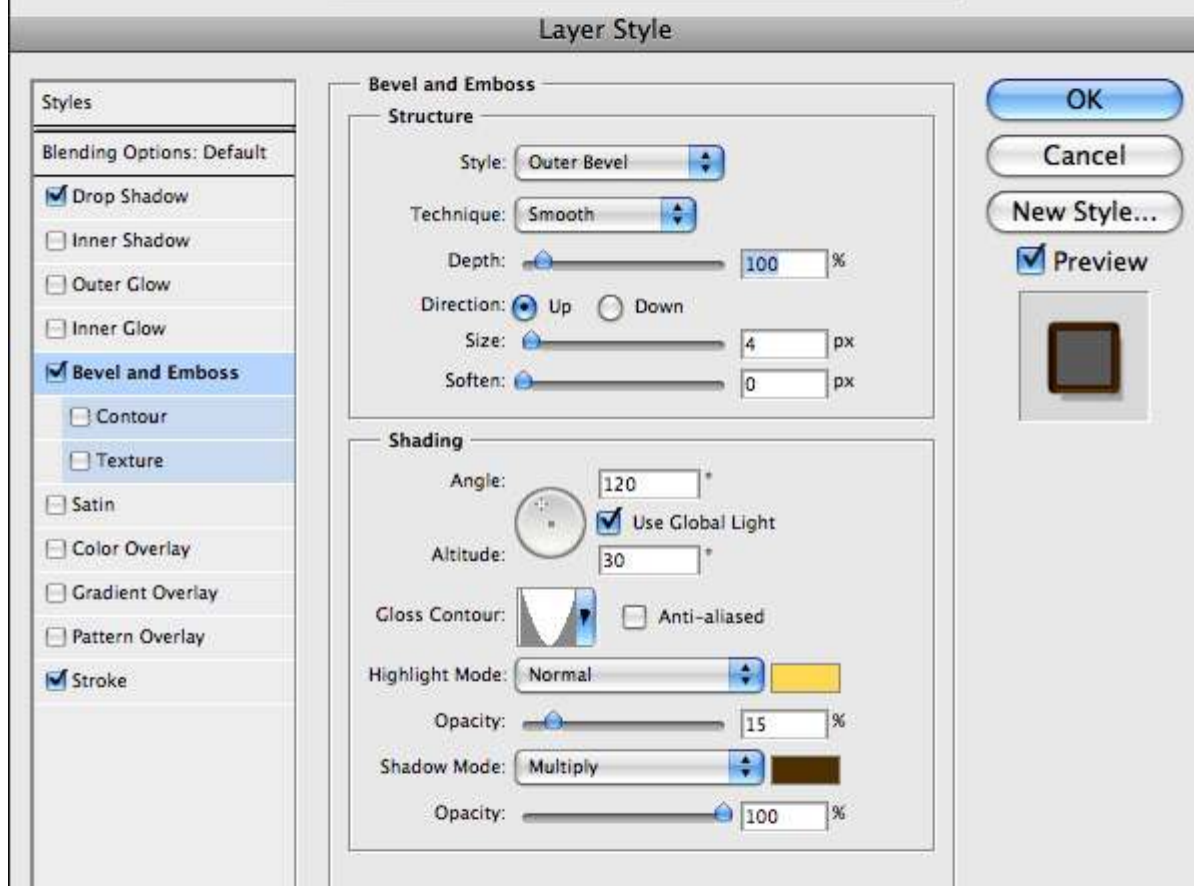 Layer Style
Styles
Blending Options: Default
Drop Shadow
Inner Shadow
Outer Glow
Inner Glow
Bevel and Emboss
Contour
Texture
Satin
Color Overlay
Gradient Overlay
Pattern Overlay
Stroke
Bevel and Emboss
Structure
Style: Outer Bevel
Technique: Smooth
Depth: 100 %
Direction: Up Down
Size: 4 px
Soften: 0 px
Shading
Angle: 120 °
Use Global Light
Altitude: 30 °
Gloss Contour: Anti-aliased
Highlight Mode: Normal
Opacity: 15 %
Shadow Mode: Multiply
Opacity: 100 %
OK
Cancel
New Style...
Preview